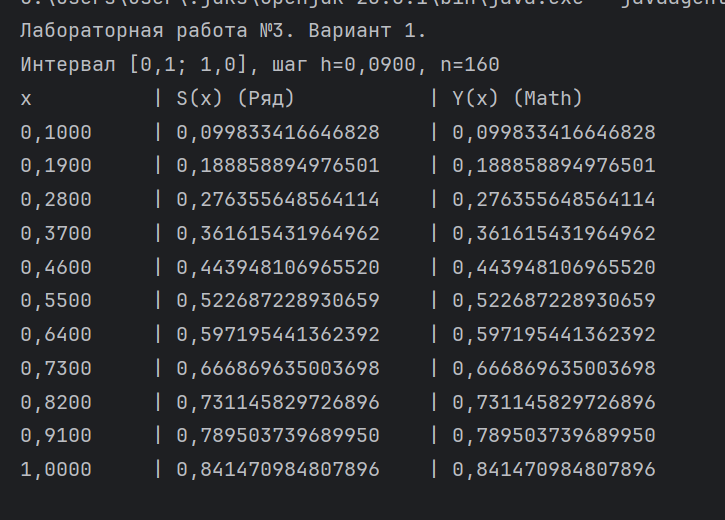 Лабораторная работа №3. Вариант 1.
Интервал [0,1; 1,0], шаг h=0,0900, n=160
x | S(x) (Ряд) | Y(x) (Math)
0,1000 | 0,099833416646828 | 0,099833416646828
0,1900 | 0,188858894976501 | 0,188858894976501
0,2800 | 0,276355648564114 | 0,276355648564114
0,3700 | 0,361615431964962 | 0,361615431964962
0,4600 | 0,443948106965520 | 0,443948106965520
0,5500 | 0,522687228930659 | 0,522687228930659
0,6400 | 0,597195441362392 | 0,597195441362392
0,7300 | 0,666869635003698 | 0,666869635003698
0,8200 | 0,731145829726896 | 0,731145829726896
0,9100 | 0,789503739689950 | 0,789503739689950
1,0000 | 0,841470984807896 | 0,841470984807896